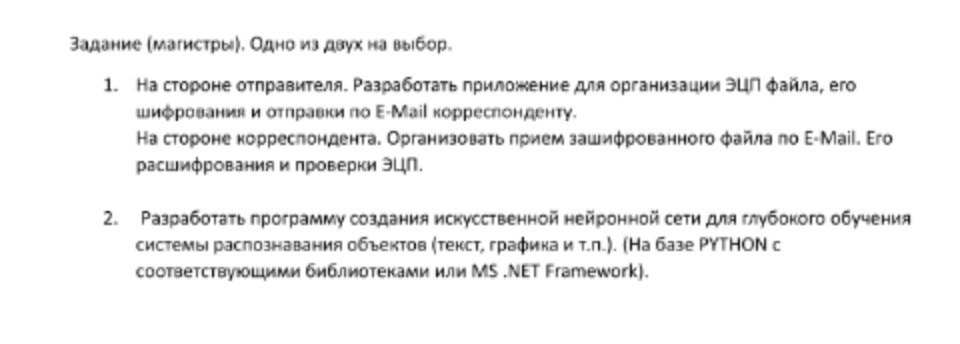 Задание (магистры). Одно из двух на выбор.
1. На стороне отправителя. Разработать приложение для организации ЭЦП файла, его
шифрования и отправки по E-Mail корреспонденту.
На стороне корреспондента. Организовать прием зашифрованного файла по E-Mail. Его
расшифрования и проверки ЭЦП.
2. Разработать программу создания искусственной нейронной сети для глубокого обучения
системы распознавания объектов (текст, графика и т.п.). (На базе PYTHON с
соответствующими библиотеками или MS .NET Framework).